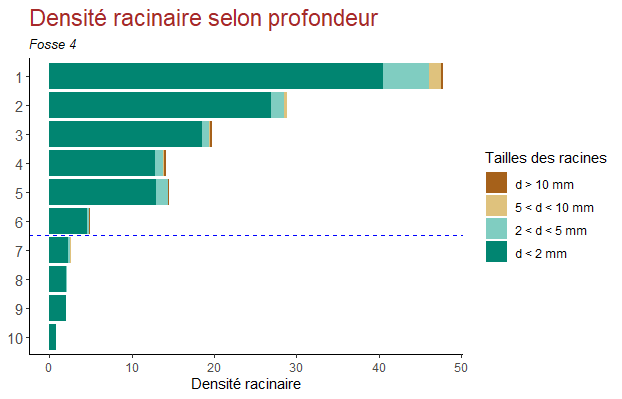 Densité racinaire selon profondeur
Fosse 4
1
2
3
4
5
6
7
8
9
10
0 10 20 30 40 50
Densité racinaire
Tailles des racines
d > 10 mm
5 < d < 10 mm
2 < d < 5 mm
d < 2 mm